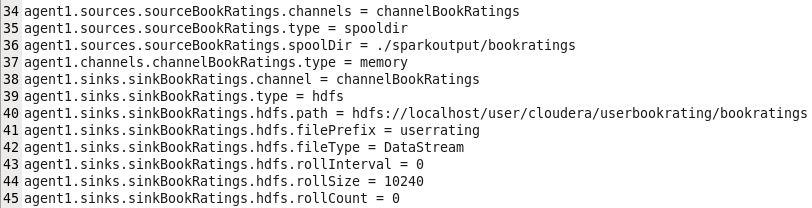 34 agent1.sources.sourceBookRatings.channels = channelBookRatings
35 agent1.sources.sourceBookRatings.type = spooldir
36 agent1.sources.sourceBookRatings.spoolDir = ./sparkoutput/bookratings
37 agent1.channels.channelBookRatings.type = memory
38 agent1.sinks.sinkBookRatings.channel = channelBookRatings
39 agent1.sinks.sinkBookRatings.type = hdfs
40 agent1.sinks.sinkBookRatings.hdfs.path = hdfs://localhost/user/cloudera/userbookrating/bookratings
41 agent1.sinks.sinkBookRatings.hdfs.filePrefix = userrating
42 agent1.sinks.sinkBookRatings.hdfs.fileType = DataStream
43 agent1.sinks.sinkBookRatings.hdfs.rollInterval = 0
44 agent1.sinks.sinkBookRatings.hdfs.rollSize = 10240
45 agent1.sinks.sinkBookRatings.hdfs.rollCount = 0